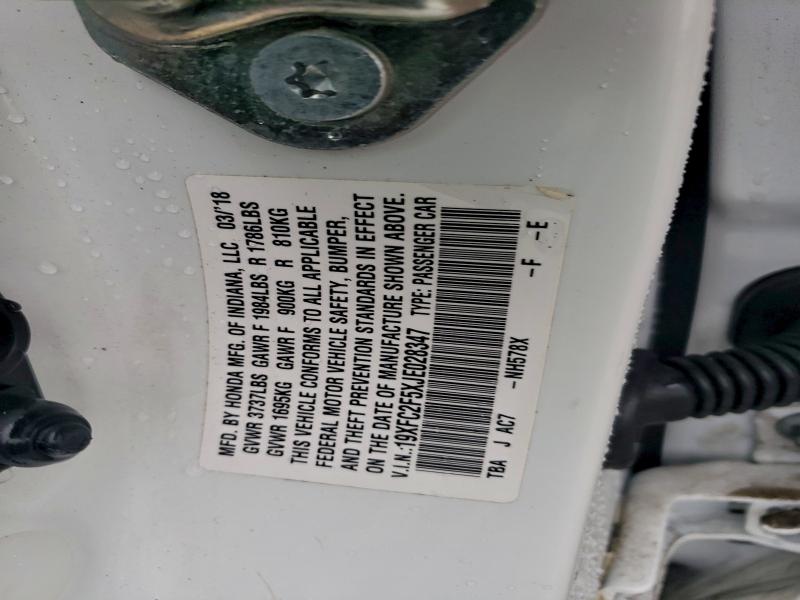 MFD. BY HONDA MFG. OF INDIANA, LLC 03/'18
GVWR 3737LBS GAWR F 1984LBS R 1786LBS
GVWR 1695KG GAWR F 900KG R 810KG
THIS VEHICLE CONFORMS TO ALL APPLICABLE
FEDERAL MOTOR VEHICLE SAFETY, BUMPER,
AND THEFT PREVENTION STANDARDS IN EFFECT
ON THE DATE OF MANUFACTURE SHOWN ABOVE.
V.I.N.:19XFC2F5XJE028347 TYPE: PASSENGER CAR
TBA J AC7 -NH578X -F -E